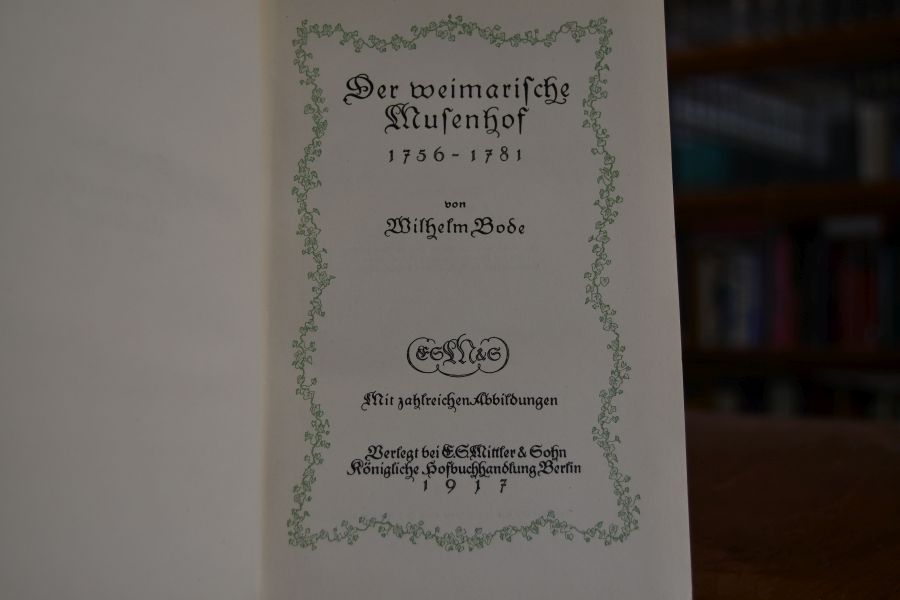 Der weimarische
Musenhof
1756-1781
von
Wilhelm Bode
ESM&S
Mit zahlreichen Abbildungen
Verlegt bei E.S.Mittler & Sohn
Königliche Hofbuchhandlung, Berlin
1917